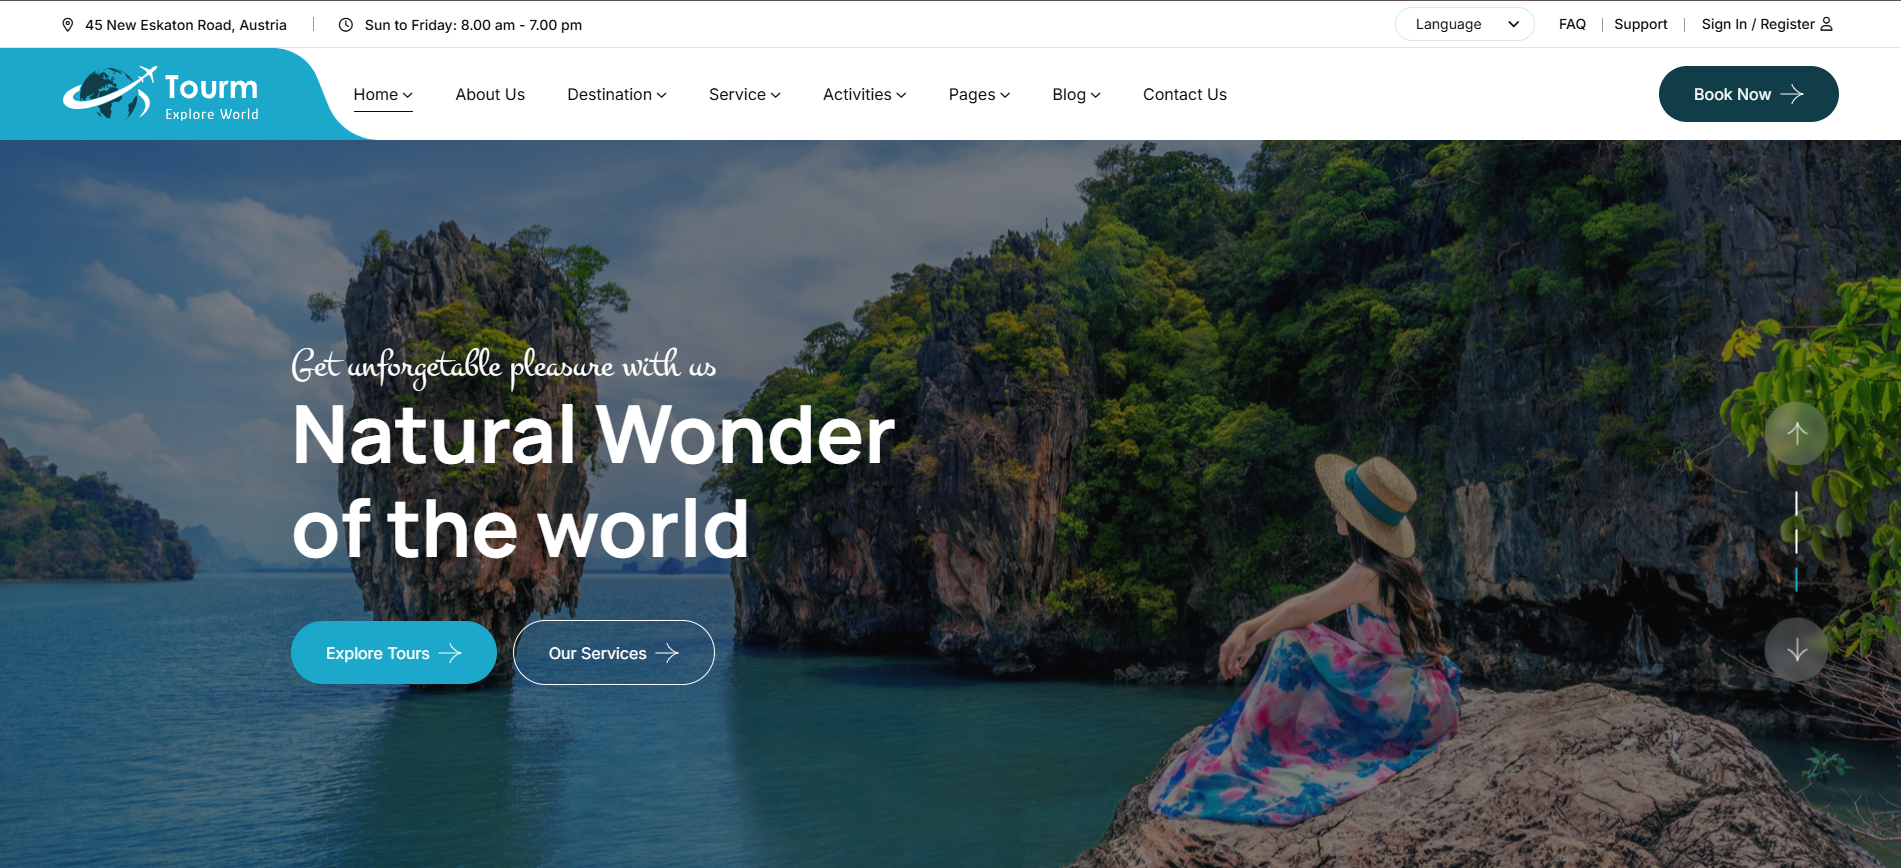 45 New Eskaton Road, Austria
Sun to Friday: 8.00 am - 7.00 pm
Language
FAQ
Support
Sign In / Register
Tourm
Explore World
Home
About Us
Destination
Service
Activities
Pages
Blog
Contact Us
Book Now
Get unforgetable pleasure with us
Natural Wonder
of the world
Explore Tours
Our Services